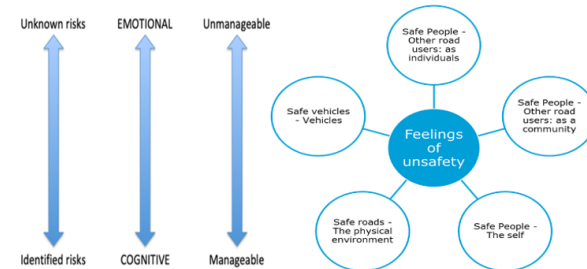 Unknown risks
EMOTIONAL
Unmanageable
Identified risks
COGNITIVE
Manageable
Safe People -
Other road
users: as
individuals
Safe vehicles
- Vehicles
Safe People -
Other road
users: as a
community
Feelings
of
unsafety
Safe roads -
The physical
environment
Safe People -
The self